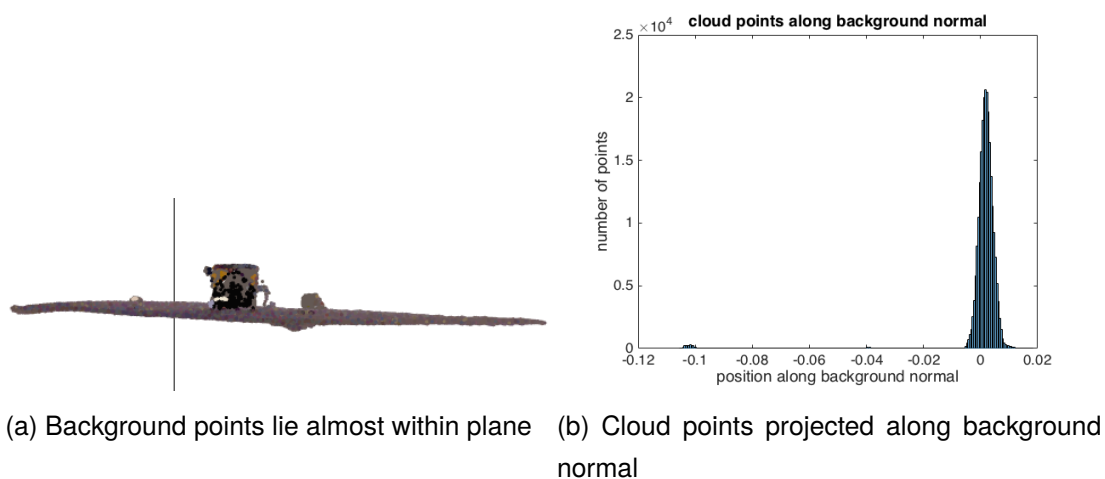 cloud points along background normal
2.5 ×10⁴
2
1.5
1
0.5
0
number of points
-0.12 -0.1 -0.08 -0.06 -0.04 -0.02 0 0.02
position along background normal
(a) Background points lie almost within plane
(b) Cloud points projected along background
normal